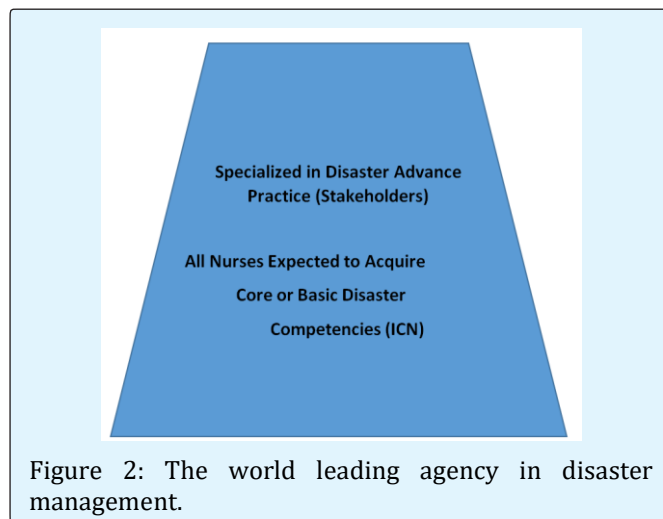 Specialized in Disaster Advance
Practice (Stakeholders)
All Nurses Expected to Acquire
Core or Basic Disaster
Competencies (ICN)
Figure 2: The world leading agency in disaster
management.